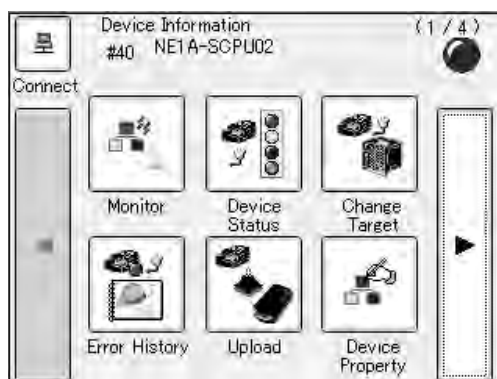 Device Information
(1/4)
#40 NE1A-SCPU02
Connect
Monitor
Device
Status
Change
Target
Error History
Upload
Device
Property